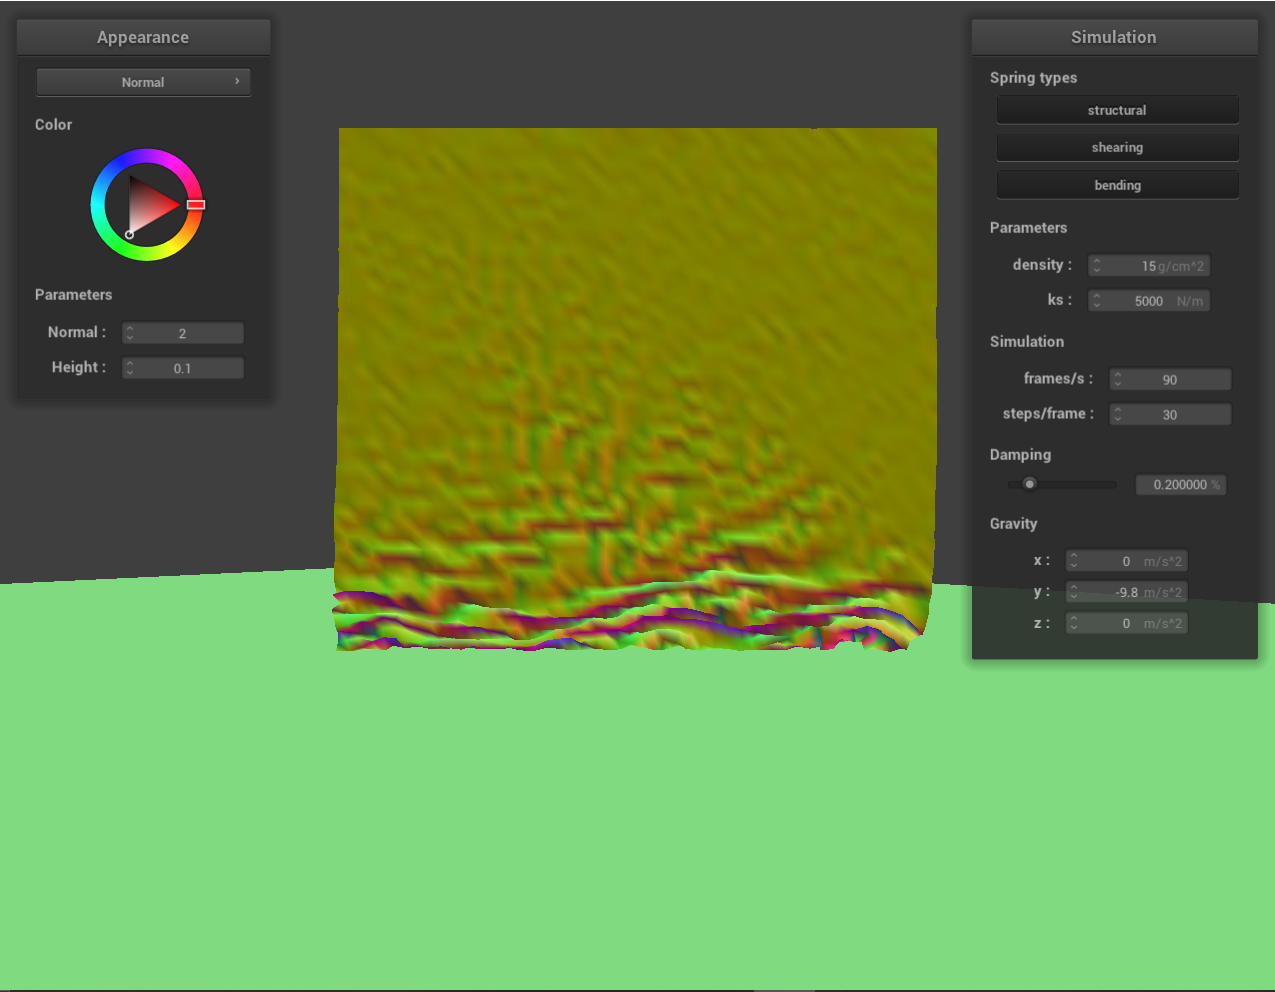 Appearance
Normal
Color
Parameters
Normal : 2
Height : 0.1
Simulation
Spring types
structural
shearing
bending
Parameters
density : 15 g/cm^2
ks : 5000 N/m
Simulation
frames/s : 90
steps/frame : 30
Damping
0.200000 %
Gravity
x : 0 m/s^2
y : -9.8 m/s^2
z : 0 m/s^2